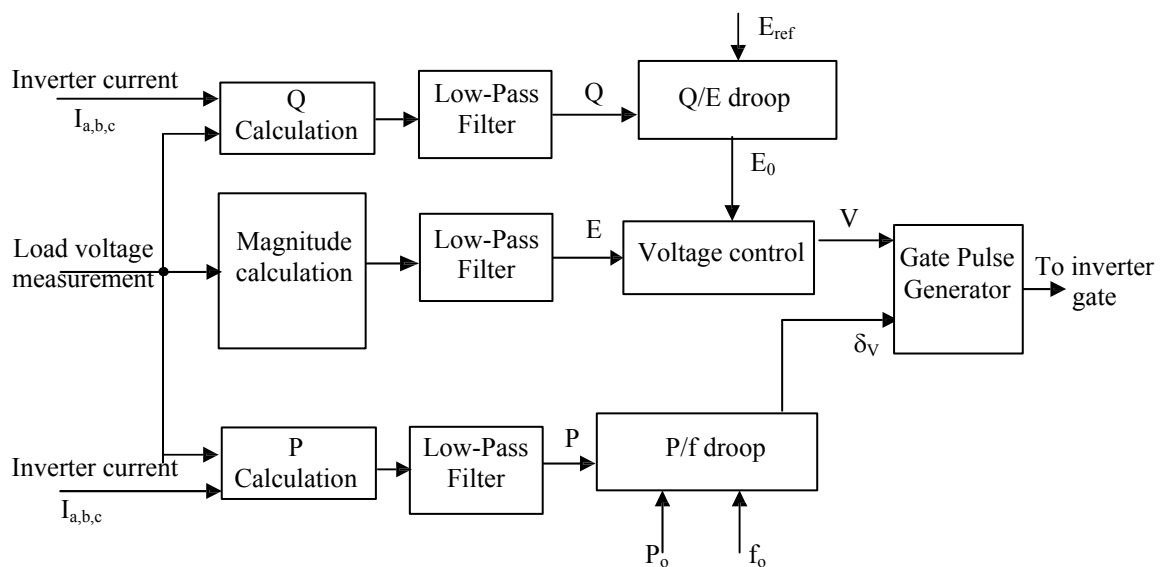 E_ref
Inverter current
I_a,b,c
Q
Calculation
Low-Pass
Filter
Q
Q/E droop
E_0
Load voltage
measurement
Magnitude
calculation
Low-Pass
Filter
E
Voltage control
V
Gate Pulse
Generator
To inverter
gate
δ_V
Inverter current
I_a,b,c
P
Calculation
Low-Pass
Filter
P
P/f droop
P_o
f_o